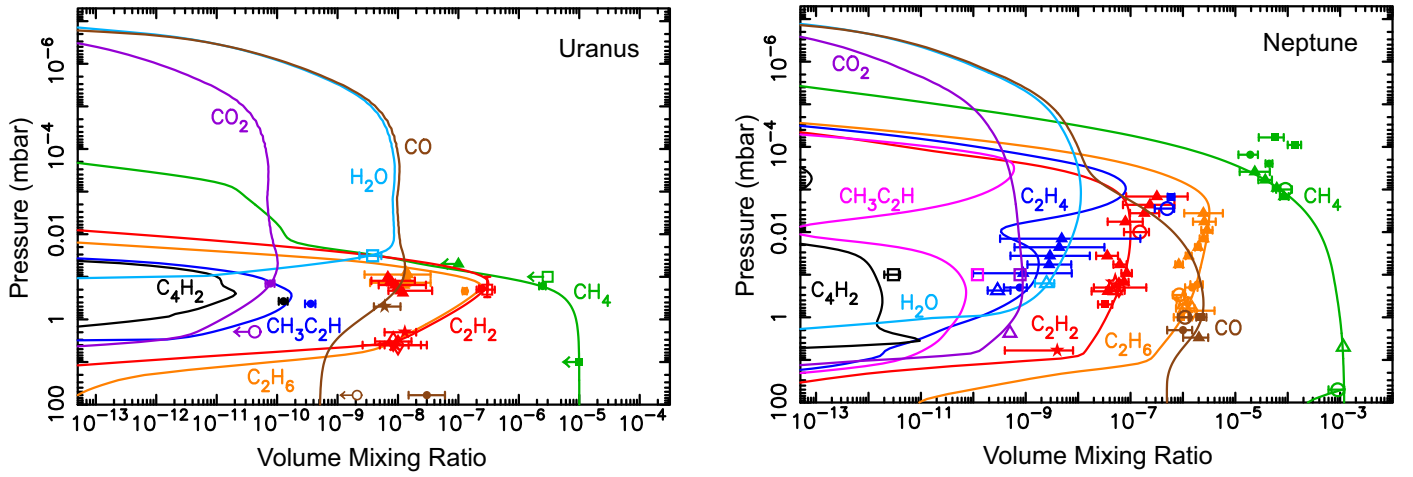 Uranus
Pressure (mbar)
10⁻⁶
10⁻⁴
0.01
1
100
CO₂
CO
H₂O
C₄H₂
CH₃C₂H
CH₄
C₂H₂
C₂H₆
10⁻¹³ 10⁻¹² 10⁻¹¹ 10⁻¹⁰ 10⁻⁹ 10⁻⁸ 10⁻⁷ 10⁻⁶ 10⁻⁵ 10⁻⁴
Volume Mixing Ratio
Neptune
Pressure (mbar)
10⁻⁶
10⁻⁴
0.01
1
100
CO₂
CH₃C₂H
C₂H₄
CH₄
C₄H₂
H₂O
C₂H₂
C₂H₆
CO
10⁻¹³ 10⁻¹¹ 10⁻⁹ 10⁻⁷ 10⁻⁵ 10⁻³
Volume Mixing Ratio